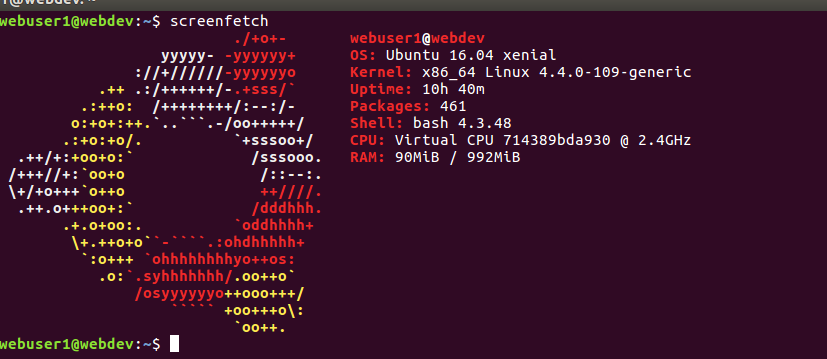 webuser1@webdev: ~
webuser1@webdev:~$ screenfetch
./+o+-
yyyyy- -yyyyyy+
://+//////-yyyyyyo
.++ .:/++++++/-.+sss/`
.:++o: /++++++++/:--:/-
o:+o+:++.`..```.-/oo+++++/
.:+o:+o/. `+sssoo+/
.++/+:+oo+o:` /sssooo.
/+++//+:`oo+o /::--:.
\+/+o+++`o++o ++////.
.++.o+++oo+:` /dddhhh.
.+.o+oo:. `oddhhhh+
\+.++o+o``-````.:ohdhhhhh+
`:o+++ `ohhhhhhhhyo++os:
.o:`.syhhhhhhh/.oo++o`
/osyyyyyyo++ooo+++/
````` +oo+++o\:
`oo++.
webuser1@webdev
OS: Ubuntu 16.04 xenial
Kernel: x86_64 Linux 4.4.0-109-generic
Uptime: 10h 40m
Packages: 461
Shell: bash 4.3.48
CPU: Virtual CPU 714389bda930 @ 2.4GHz
RAM: 90MiB / 992MiB
webuser1@webdev:~$